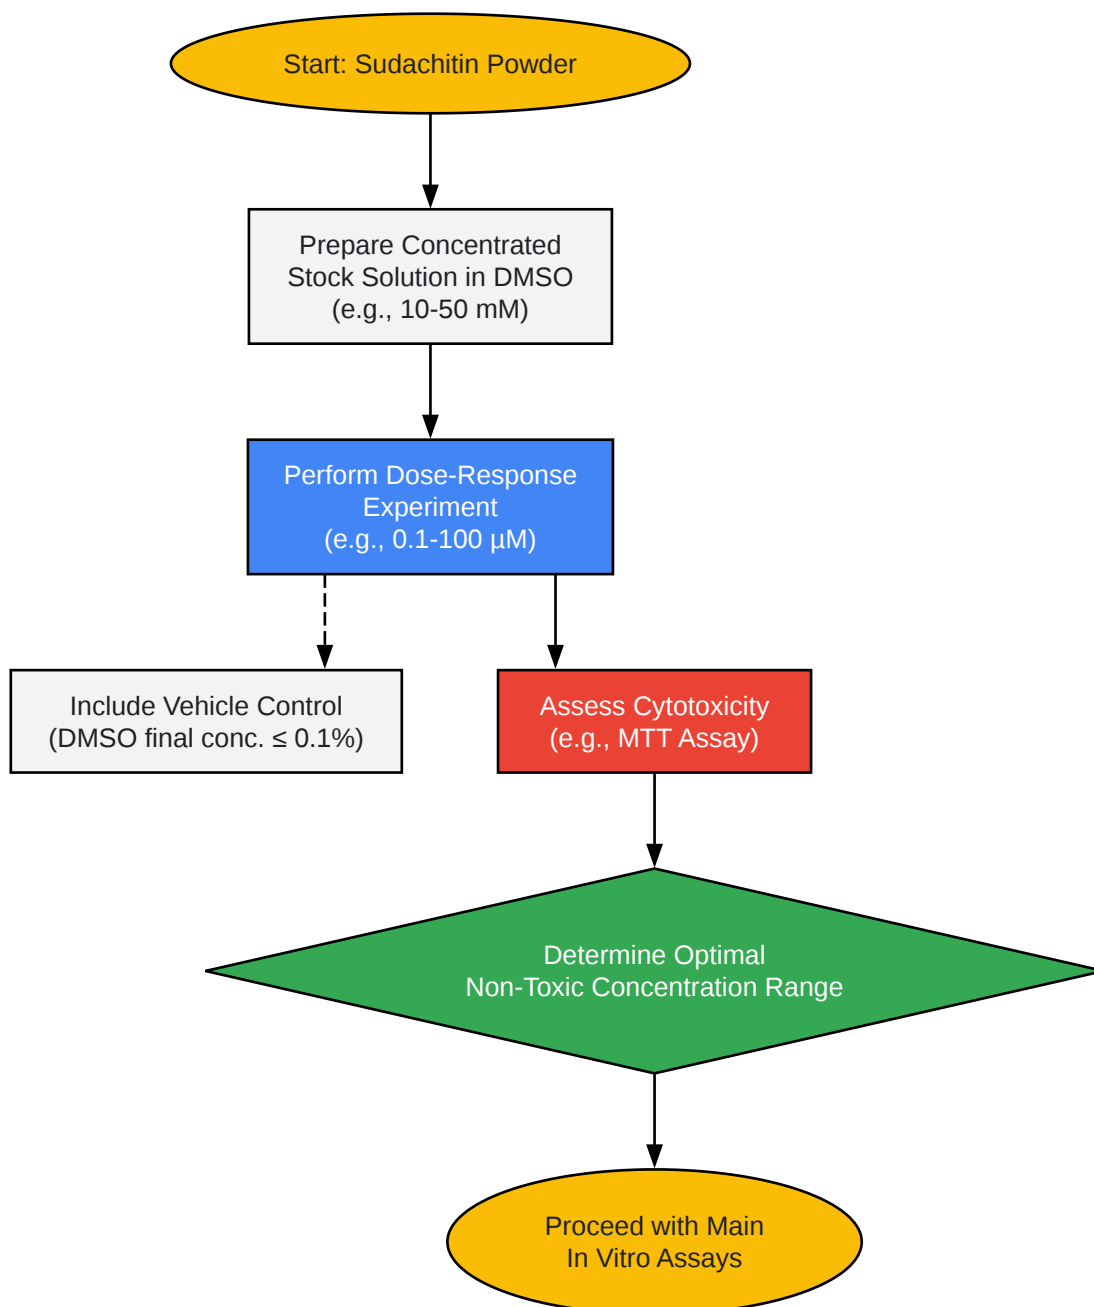 Start: Sudachitin Powder
Prepare Concentrated
Stock Solution in DMSO
(e.g., 10-50 mM)
Perform Dose-Response
Experiment
(e.g., 0.1-100 µM)
Include Vehicle Control
(DMSO final conc. ≤ 0.1%)
Assess Cytotoxicity
(e.g., MTT Assay)
Determine Optimal
Non-Toxic Concentration Range
Proceed with Main
In Vitro Assays